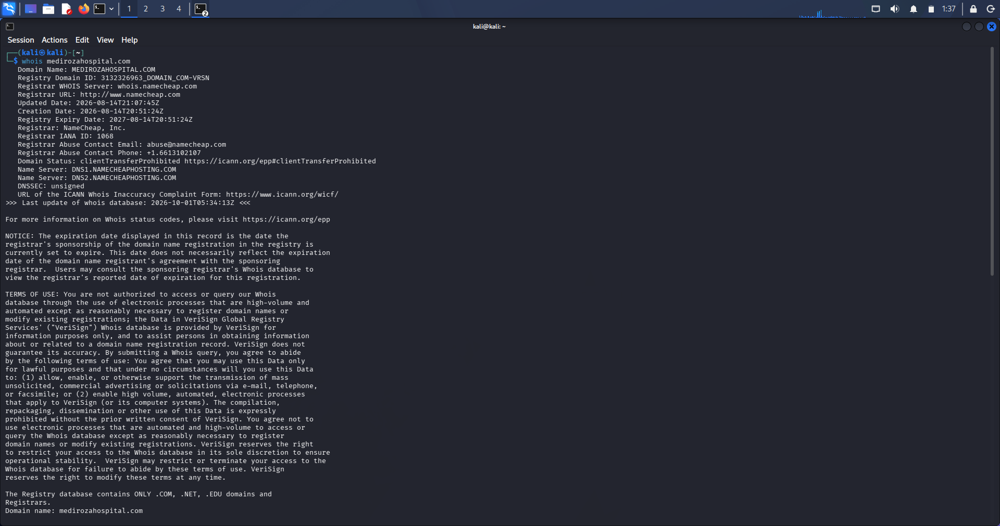 1 2 3 4 2 1:37
kali@kali: ~
Session Actions Edit View Help
┌──(kali㉿kali)-[~]
└─$ whois medirozahospital.com
Domain Name: MEDIROZAHOSPITAL.COM
Registry Domain ID: 3132326963_DOMAIN_COM-VRSN
Registrar WHOIS Server: whois.namecheap.com
Registrar URL: http://www.namecheap.com
Updated Date: 2026-08-14T21:07:45Z
Creation Date: 2026-08-14T20:51:24Z
Registry Expiry Date: 2027-08-14T20:51:24Z
Registrar: NameCheap, Inc.
Registrar IANA ID: 1068
Registrar Abuse Contact Email: abuse@namecheap.com
Registrar Abuse Contact Phone: +1.6613102107
Domain Status: clientTransferProhibited https://icann.org/epp#clientTransferProhibited
Name Server: DNS1.NAMECHEAPHOSTING.COM
Name Server: DNS2.NAMECHEAPHOSTING.COM
DNSSEC: unsigned
URL of the ICANN Whois Inaccuracy Complaint Form: https://www.icann.org/wicf/
>>> Last update of whois database: 2026-10-01T05:34:13Z <<<
For more information on Whois status codes, please visit https://icann.org/epp
NOTICE: The expiration date displayed in this record is the date the
registrar's sponsorship of the domain name registration in the registry is
currently set to expire. This date does not necessarily reflect the expiration
date of the domain name registrant's agreement with the sponsoring
registrar.  Users may consult the sponsoring registrar's Whois database to
view the registrar's reported date of expiration for this registration.
TERMS OF USE: You are not authorized to access or query our Whois
database through the use of electronic processes that are high-volume and
automated except as reasonably necessary to register domain names or
modify existing registrations; the Data in VeriSign Global Registry
Services' ("VeriSign") Whois database is provided by VeriSign for
information purposes only, and to assist persons in obtaining information
about or related to a domain name registration record. VeriSign does not
guarantee its accuracy. By submitting a Whois query, you agree to abide
by the following terms of use: You agree that you may use this Data only
for lawful purposes and that under no circumstances will you use this Data
to: (1) allow, enable, or otherwise support the transmission of mass
unsolicited, commercial advertising or solicitations via e-mail, telephone,
or facsimile; or (2) enable high volume, automated, electronic processes
that apply to VeriSign (or its computer systems). The compilation,
repackaging, dissemination or other use of this Data is expressly
prohibited without the prior written consent of VeriSign. You agree not to
use electronic processes that are automated and high-volume to access or
query the Whois database except as reasonably necessary to register
domain names or modify existing registrations. VeriSign reserves the right
to restrict your access to the Whois database in its sole discretion to ensure
operational stability.  VeriSign may restrict or terminate your access to the
Whois database for failure to abide by these terms of use. VeriSign
reserves the right to modify these terms at any time.
The Registry database contains ONLY .COM, .NET, .EDU domains and
Registrars.
Domain name: medirozahospital.com